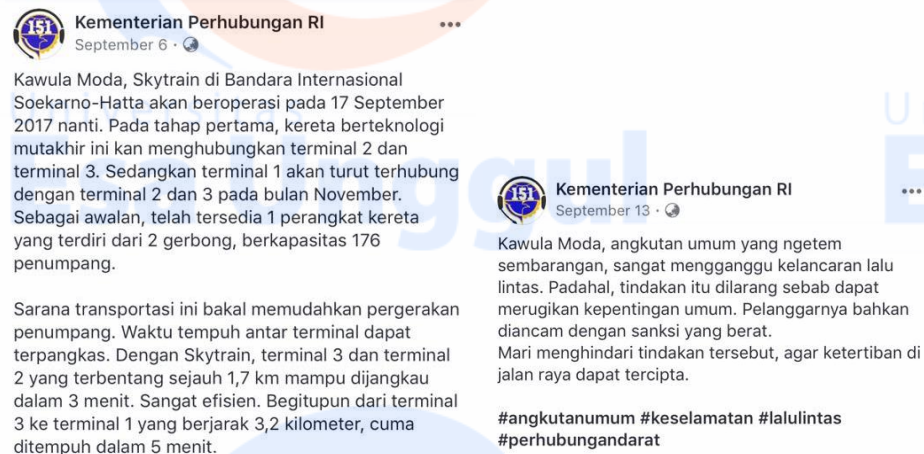 Kementerian Perhubungan RI
September 6 ·
Kawula Moda, Skytrain di Bandara Internasional
Soekarno-Hatta akan beroperasi pada 17 September
2017 nanti. Pada tahap pertama, kereta berteknologi
mutakhir ini kan menghubungkan terminal 2 dan
terminal 3. Sedangkan terminal 1 akan turut terhubung
dengan terminal 2 dan 3 pada bulan November.
Sebagai awalan, telah tersedia 1 perangkat kereta
yang terdiri dari 2 gerbong, berkapasitas 176
penumpang.
Sarana transportasi ini bakal memudahkan pergerakan
penumpang. Waktu tempuh antar terminal dapat
terpangkas. Dengan Skytrain, terminal 3 dan terminal
2 yang terbentang sejauh 1,7 km mampu dijangkau
dalam 3 menit. Sangat efisien. Begitupun dari terminal
3 ke terminal 1 yang berjarak 3,2 kilometer, cuma
ditempuh dalam 5 menit.
151
Kementerian Perhubungan RI
September 13 ·
Kawula Moda, angkutan umum yang ngetem
sembarangan, sangat mengganggu kelancaran lalu
lintas. Padahal, tindakan itu dilarang sebab dapat
merugikan kepentingan umum. Pelanggarnya bahkan
diancam dengan sanksi yang berat.
Mari menghindari tindakan tersebut, agar ketertiban di
jalan raya dapat tercipta.
#angkutanumum #keselamatan #lalulintas
#perhubungandarat
151
Universitas
Esa Unggul
U
E